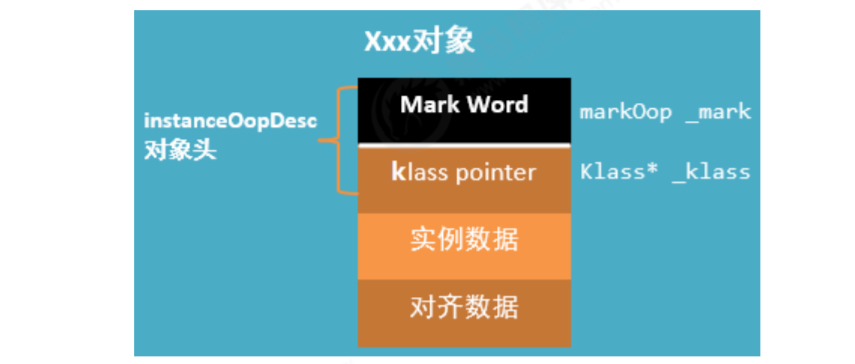 Xxx对象
Mark Word
markOop _mark
instanceOopDesc
对象头
klass pointer
Klass* _klass
实例数据
对齐数据